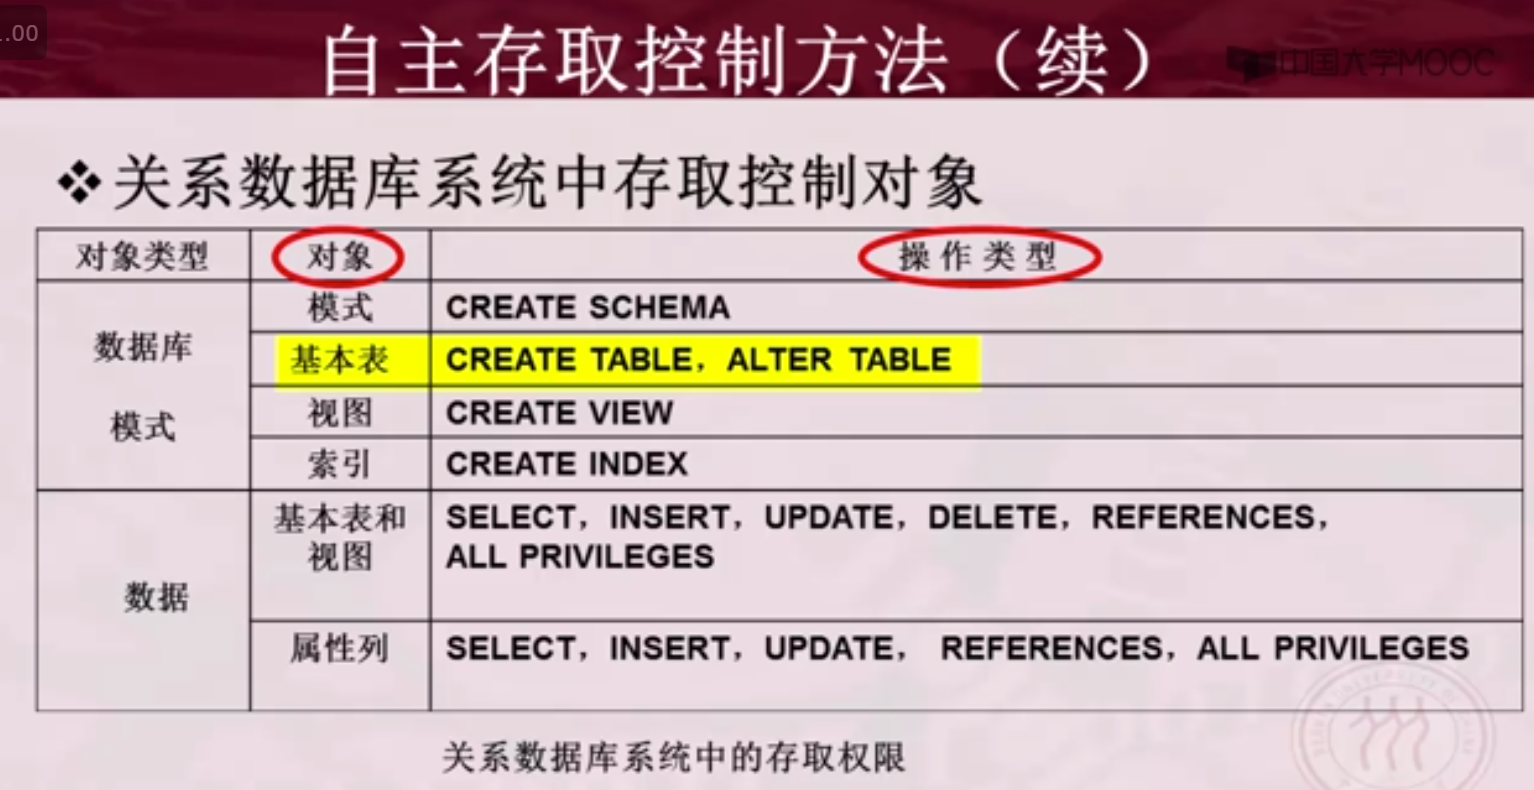 .00
自主存取控制方法（续）
中国大学MOOC
❖关系数据库系统中存取控制对象
对象类型 对象 操 作 类 型
数据库
模式
模式 CREATE SCHEMA
基本表 CREATE TABLE，ALTER TABLE
视图 CREATE VIEW
索引 CREATE INDEX
数据
基本表和
视图
SELECT，INSERT，UPDATE，DELETE，REFERENCES，
ALL PRIVILEGES
属性列 SELECT，INSERT，UPDATE， REFERENCES，ALL PRIVILEGES
关系数据库系统中的存取权限